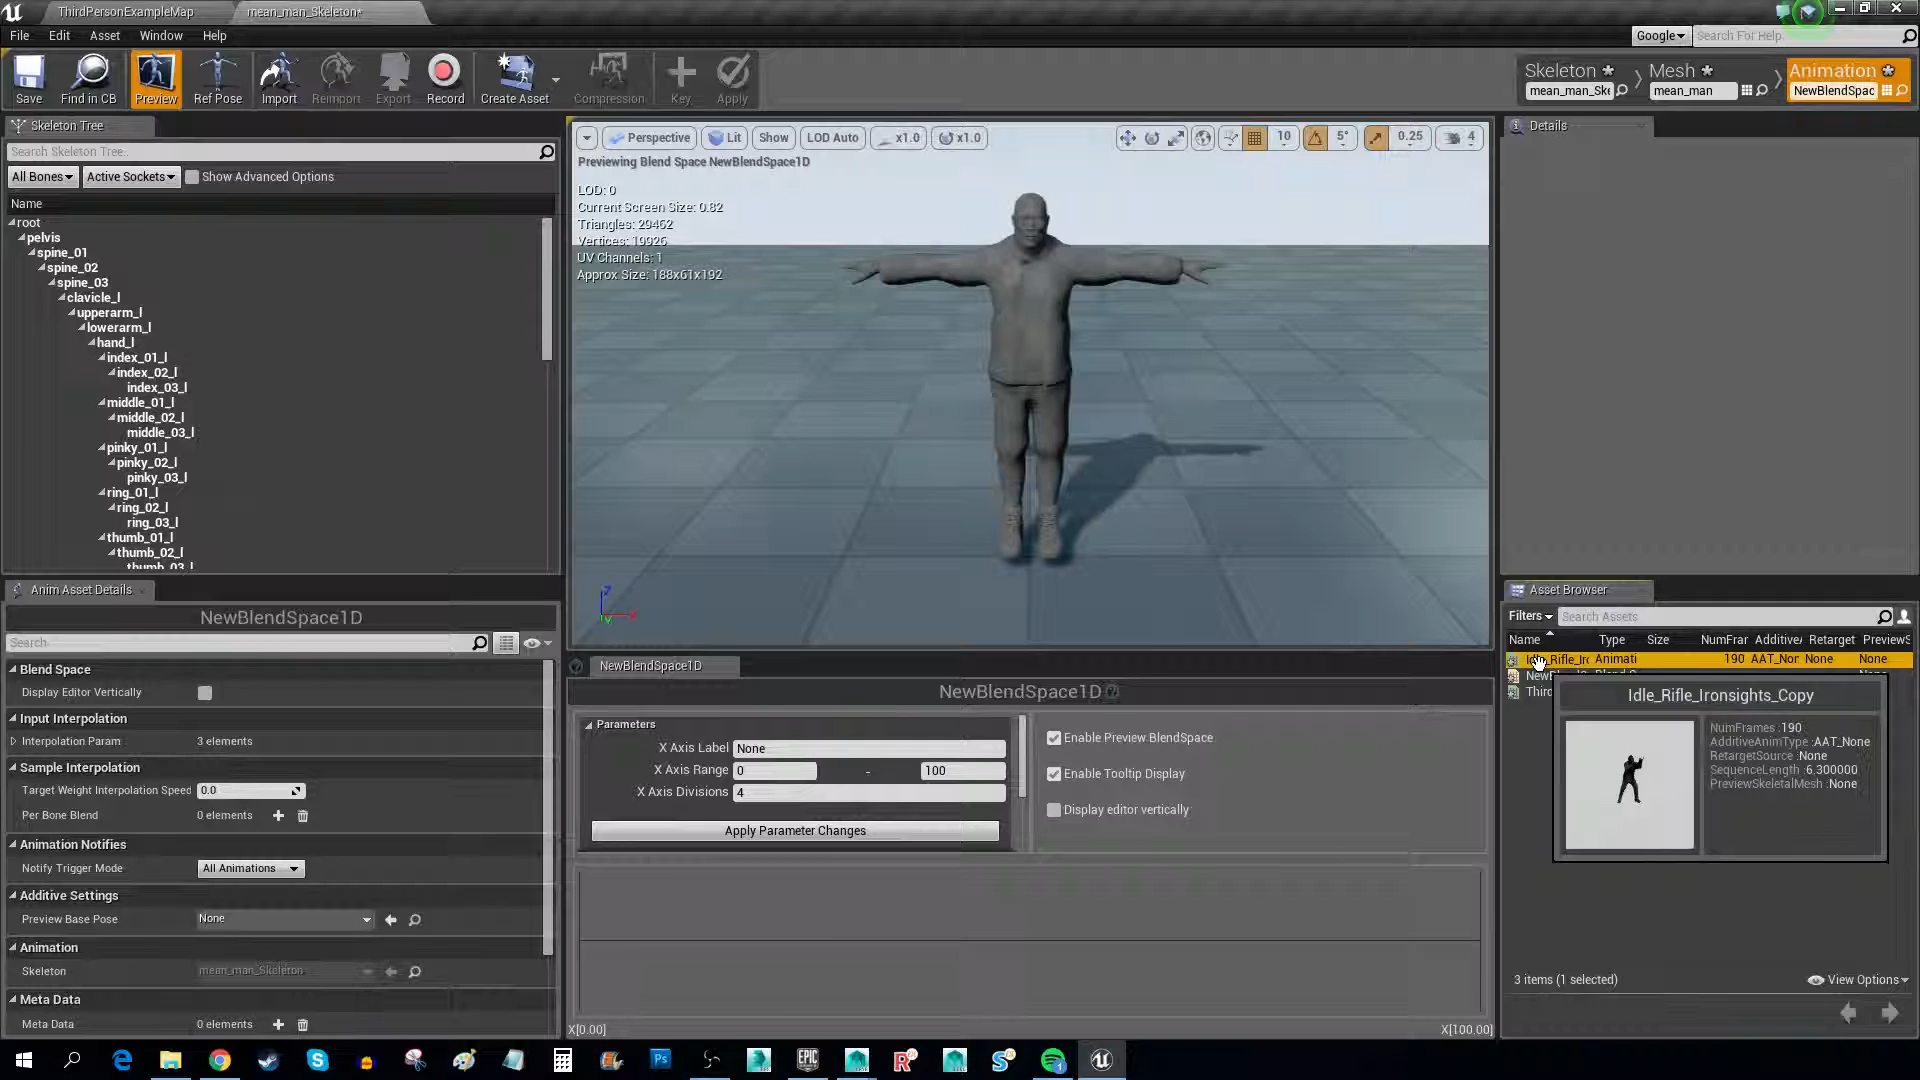 ThirdPersonExampleMap
mean_man_Skeleton*
File Edit Asset Window Help
Google
Search For Help
Save
Find in CB
Preview
Ref Pose
Import
Reimport
Export
Record
Create Asset
Compression
Key
Apply
Skeleton
mean_man_Ske
Mesh
mean_man
Animation
NewBlendSpac
Skeleton Tree
Search Skeleton Tree..
All Bones
Active Sockets
Show Advanced Options
Name
root
pelvis
spine_01
spine_02
spine_03
clavicle_l
upperarm_l
lowerarm_l
hand_l
index_01_l
index_02_l
index_03_l
middle_01_l
middle_02_l
middle_03_l
pinky_01_l
pinky_02_l
pinky_03_l
ring_01_l
ring_02_l
ring_03_l
thumb_01_l
thumb_02_l
thumb_03_l
Perspective
Lit
Show
LOD Auto
x1.0
x1.0
10
5°
0.25
4
Previewing Blend Space NewBlendSpace1D
LOD: 0
Current Screen Size: 0.82
Triangles: 29462
Vertices: 19926
UV Channels: 1
Approx Size: 188x61x192
Details
Anim Asset Details
NewBlendSpace1D
Search
Blend Space
Display Editor Vertically
Input Interpolation
Interpolation Param 3 elements
Sample Interpolation
Target Weight Interpolation Speed 0.0
Per Bone Blend 0 elements
Animation Notifies
Notify Trigger Mode All Animations
Additive Settings
Preview Base Pose None
Animation
Skeleton mean_man_Skeleton
Meta Data
Meta Data 0 elements
NewBlendSpace1D
NewBlendSpace1D
Parameters
X Axis Label None
X Axis Range 0 - 100
X Axis Divisions 4
Apply Parameter Changes
Enable Preview BlendSpace
Enable Tooltip Display
Display editor vertically
X[0.00]
X[100.00]
Asset Browser
Filters
Search Assets
Name Type Size NumFrar Additive Retarget PreviewS
Idle_Rifle_Iro Animati 190 AAT_Nor None None
Third
Idle_Rifle_Ironsights_Copy
NumFrames :190
AdditiveAnimType :AAT_None
RetargetSource :None
SequenceLength :6.300000
PreviewSkeletalMesh :None
3 items (1 selected)
View Options